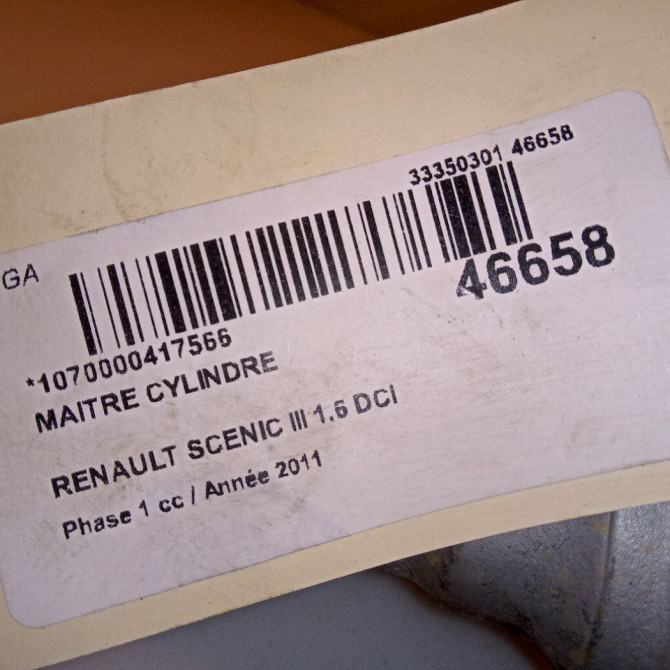 33350301 46658
GA
46658
*1070000417566
MAITRE CYLINDRE
RENAULT SCENIC III 1.5 DCI
Phase 1 cc / Année 2011